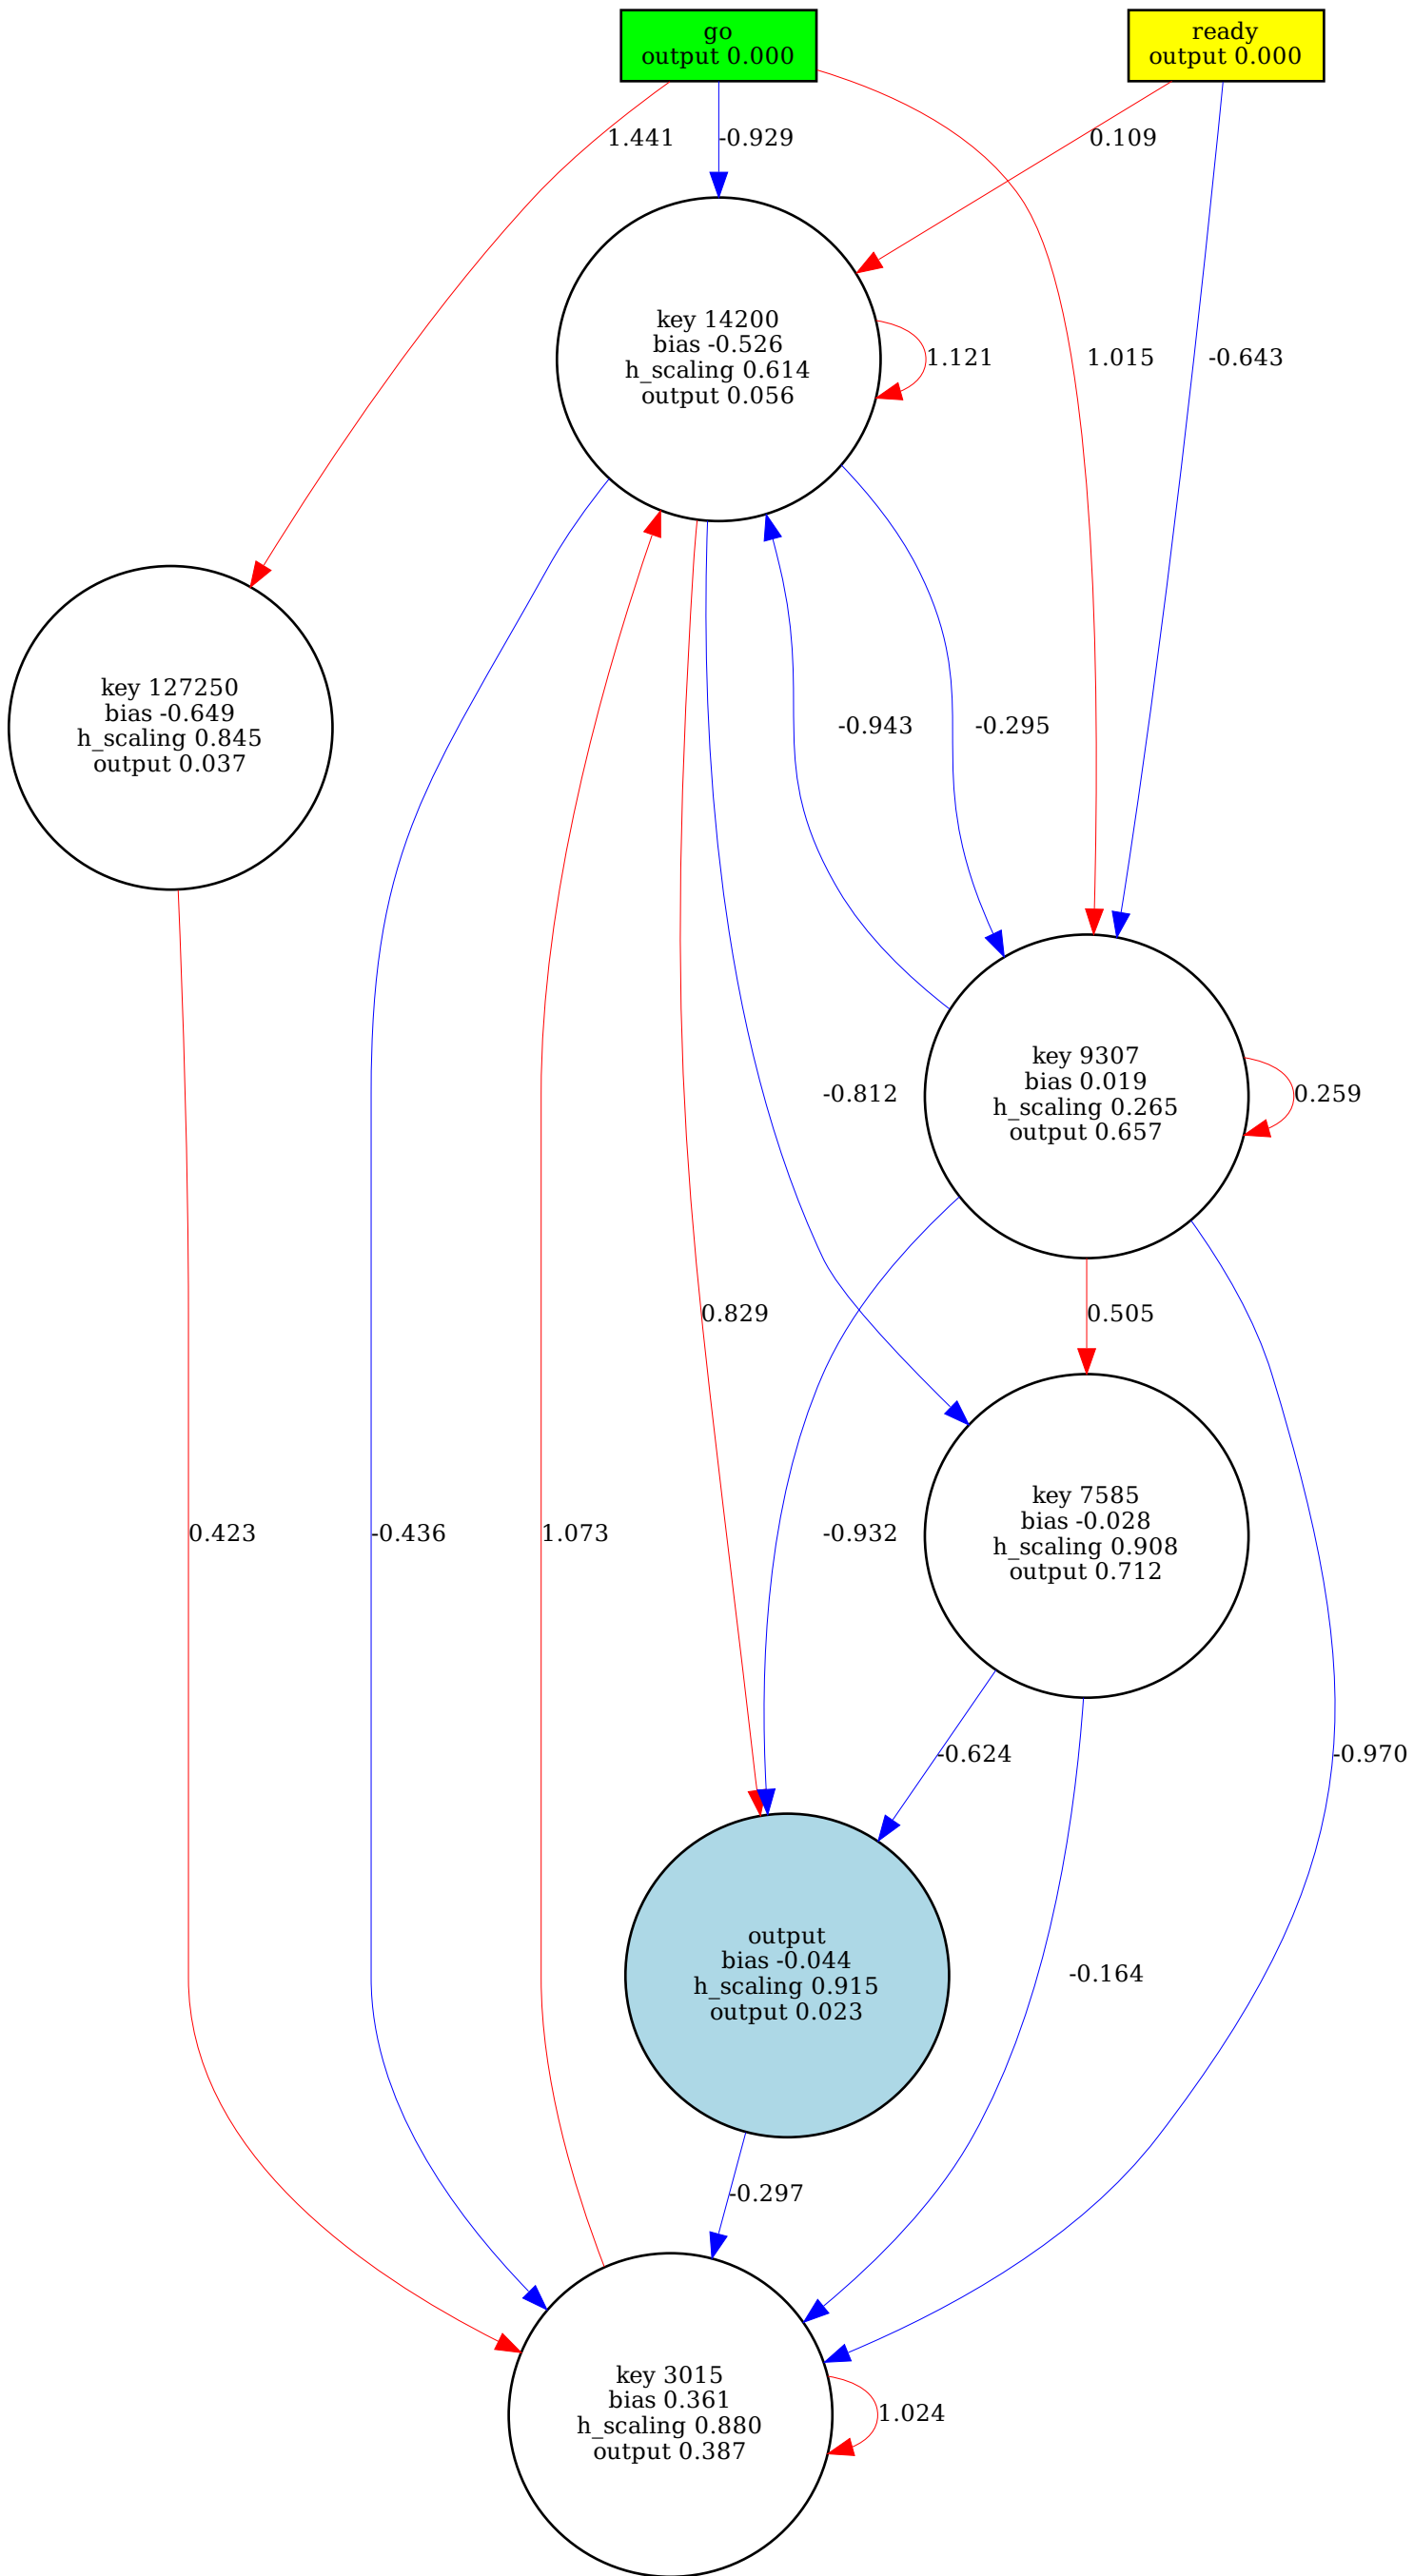 go
output 0.000
ready
output 0.000
1.441
-0.929
0.109
key 14200
bias -0.526
h_scaling 0.614
output 0.056
1.121
1.015
-0.643
key 127250
bias -0.649
h_scaling 0.845
output 0.037
-0.943
-0.295
key 9307
bias 0.019
h_scaling 0.265
output 0.657
-0.812
0.259
0.829
0.505
key 7585
bias -0.028
h_scaling 0.908
output 0.712
0.423
-0.436
1.073
-0.932
-0.624
-0.970
output
bias -0.044
h_scaling 0.915
output 0.023
-0.164
-0.297
key 3015
bias 0.361
h_scaling 0.880
output 0.387
1.024